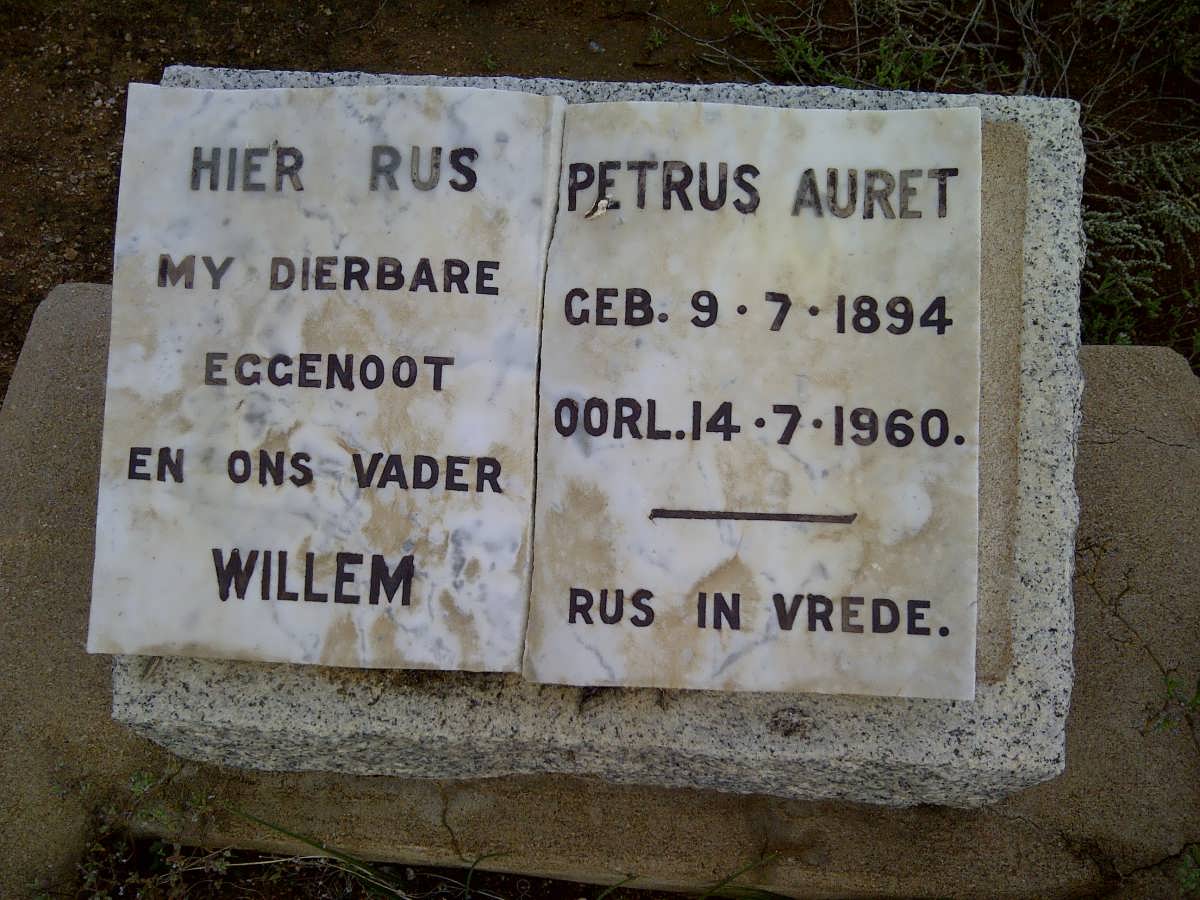 HIER RUS
MY DIERBARE
EGGENOOT
EN ONS VADER
WILLEM
PETRUS AURET
GEB. 9·7·1894
OORL. 14·7·1960.
RUS IN VREDE.